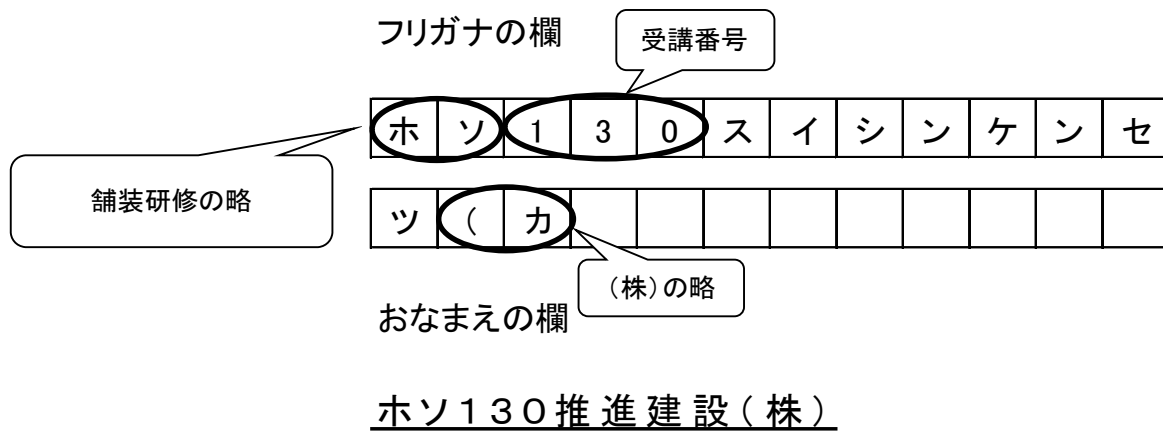 フリガナの欄
受講番号
ホソ130スイシンケンセ
舗装研修の略
ツ(カ
(株)の略
おなまえの欄
ホソ130推進建設(株)